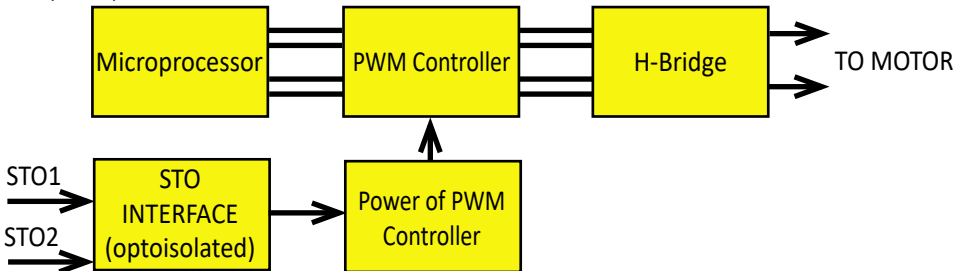 Microprocessor
PWM Controller
H-Bridge
TO MOTOR
STO1
STO2
STO
INTERFACE
(optoisolated)
Power of PWM
Controller